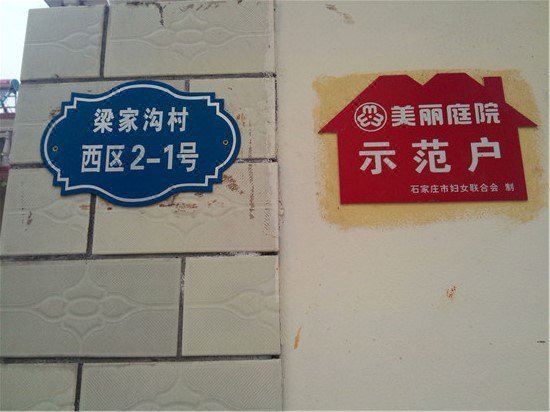 梁家沟村
西区2-1号
美丽庭院
示范户
石家庄市妇女联合会 制